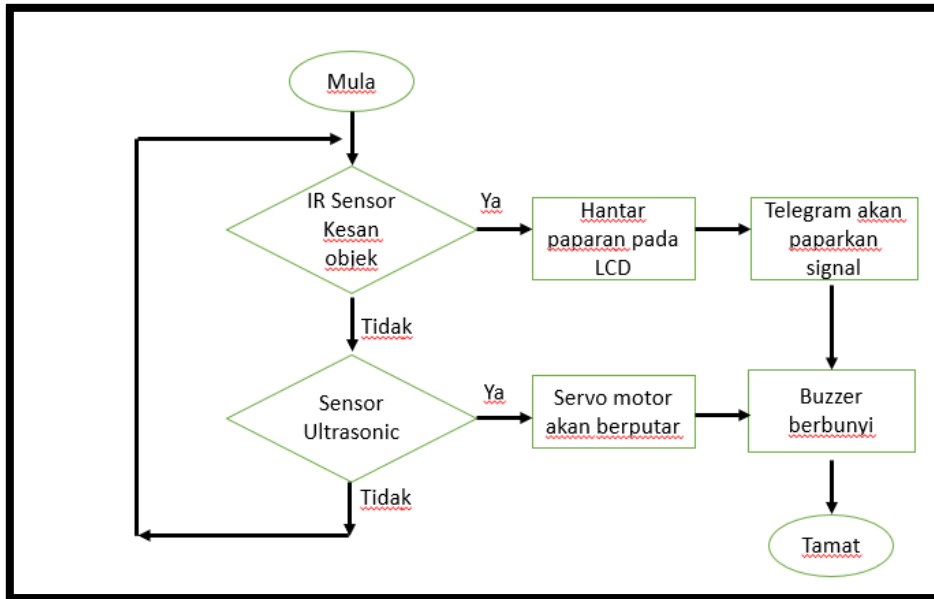 Mula
IR Sensor
Kesan
objek
Ya
Hantar
paparan pada
LCD
Telegram akan
paparkan
signal
Tidak
Sensor
Ultrasonic
Ya
Servo motor
akan berputar
Buzzer
berbunyi
Tidak
Tamat